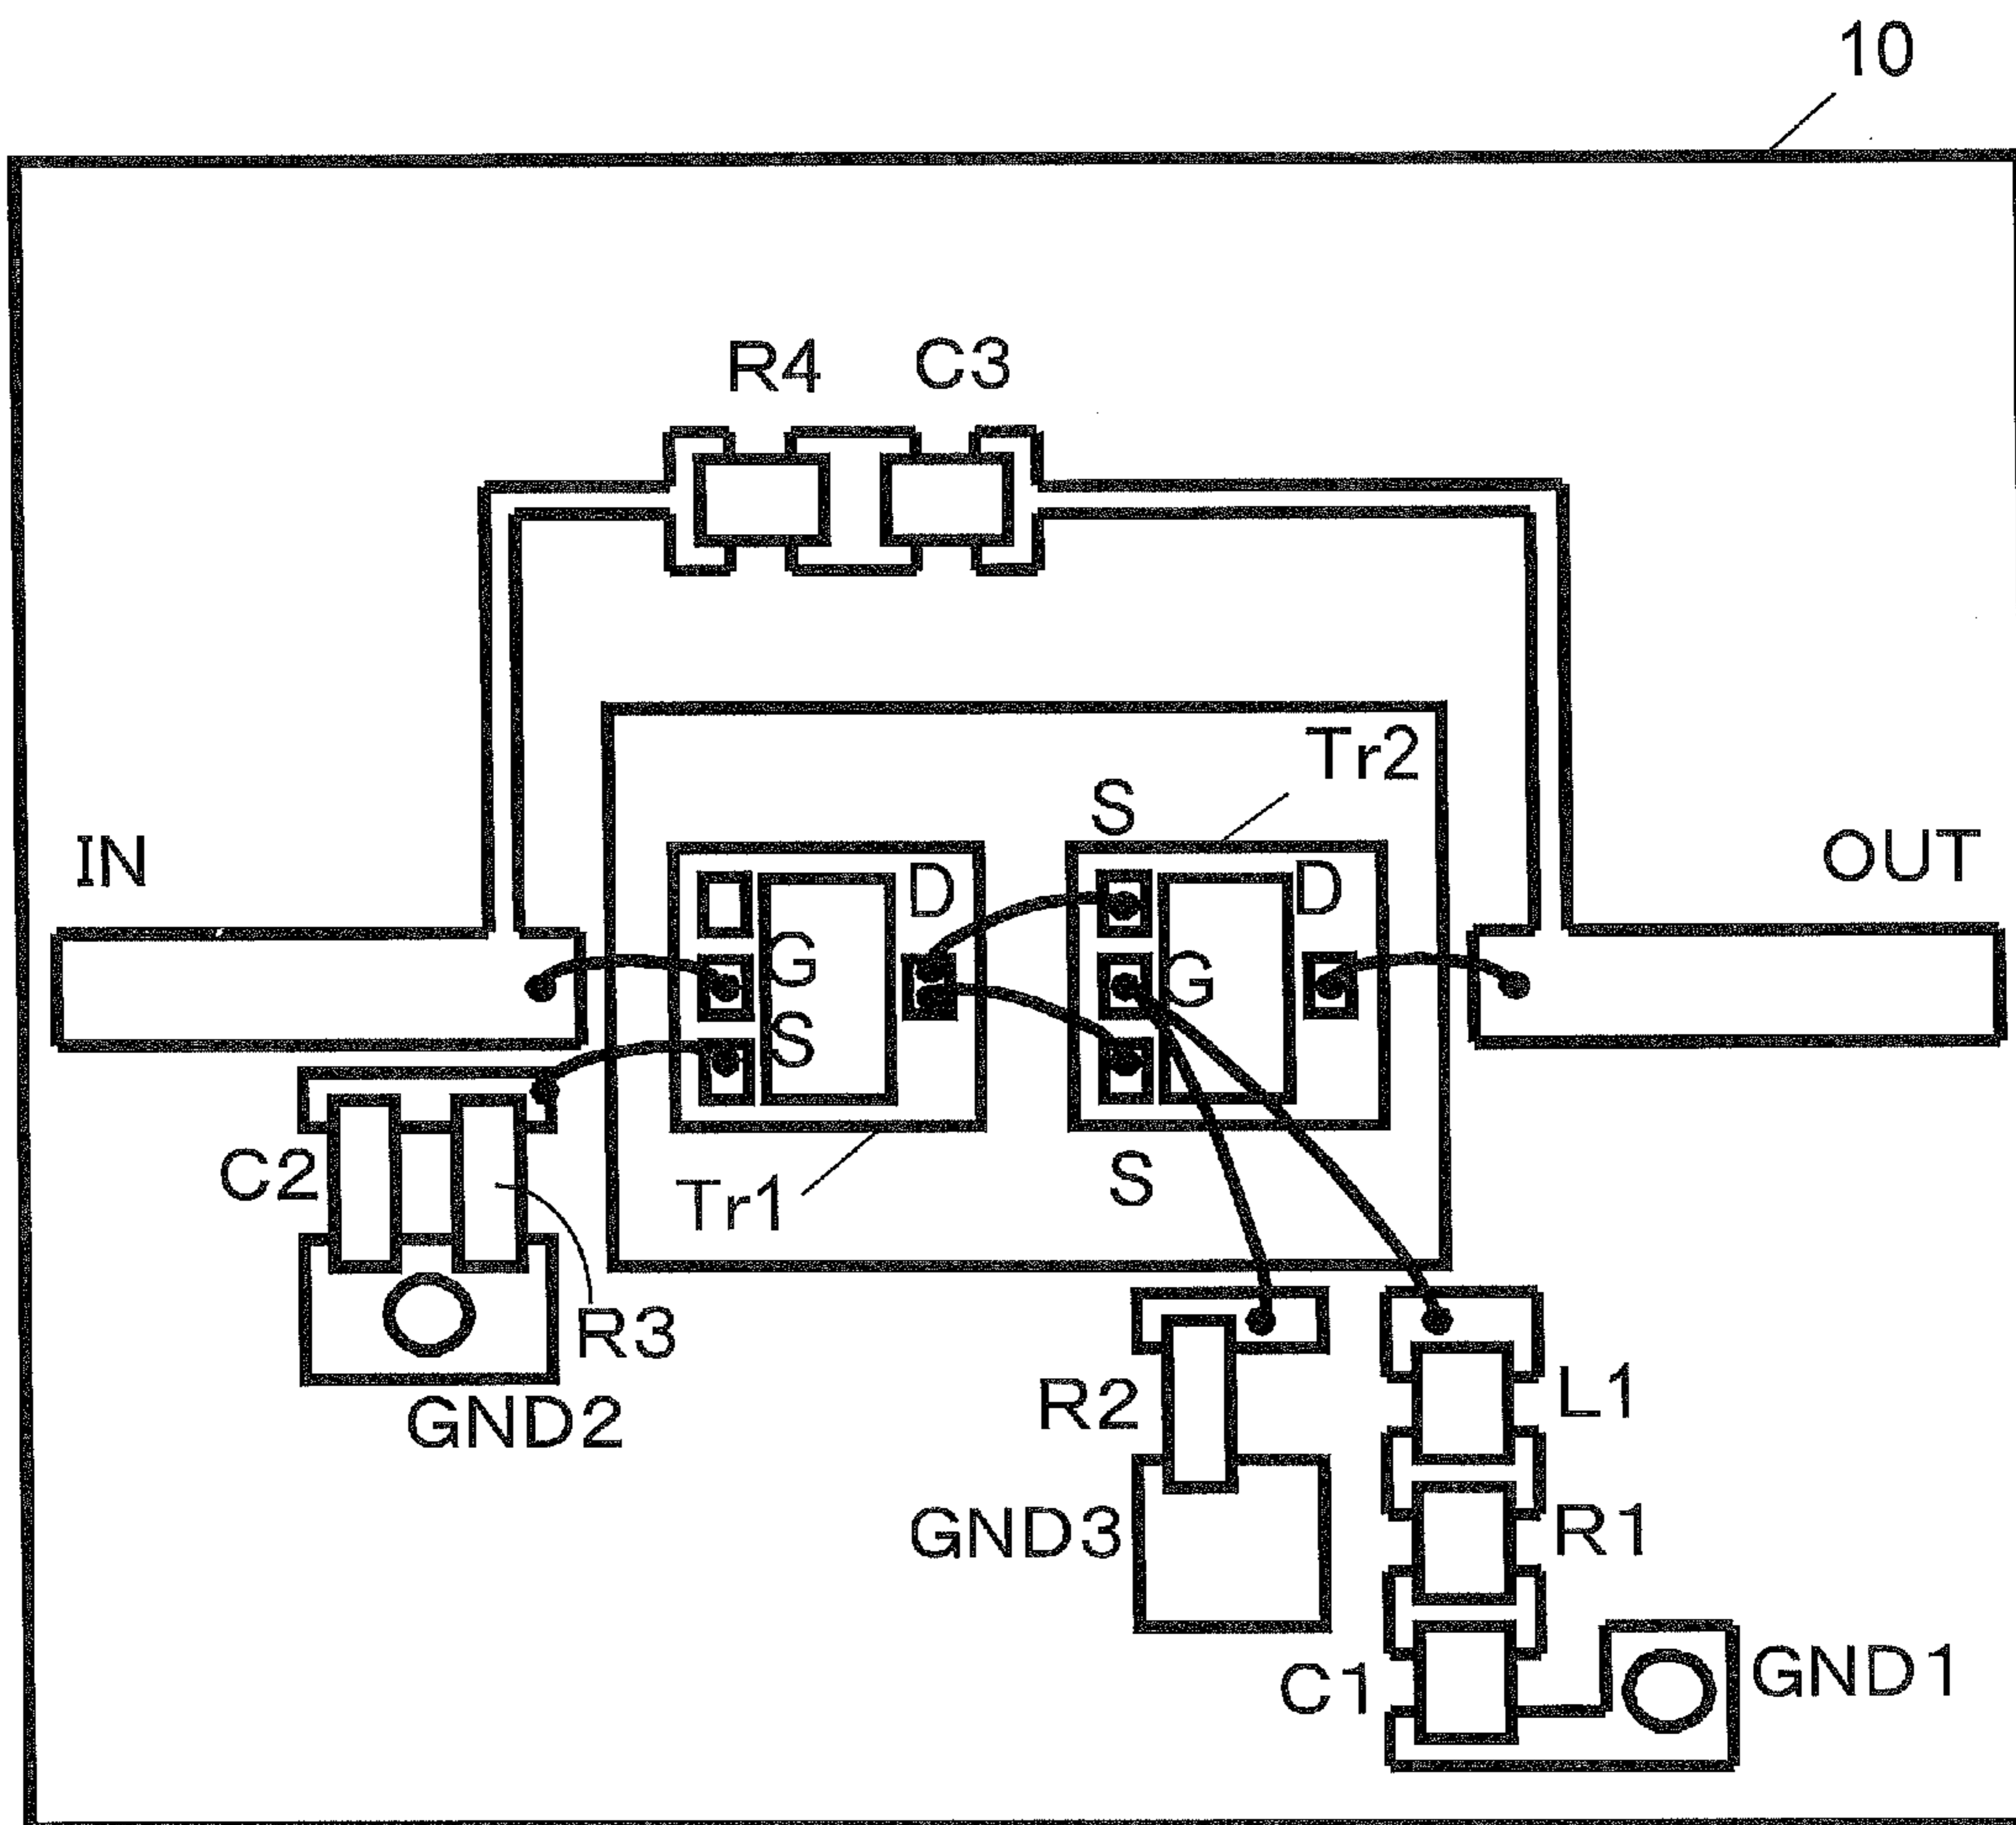 10
R4 C3
Tr2
S
IN
D
D
OUT
G
G
S
C2
Tr1
S
R3
R2
L1
GND2
GND3
R1
C1
GND1